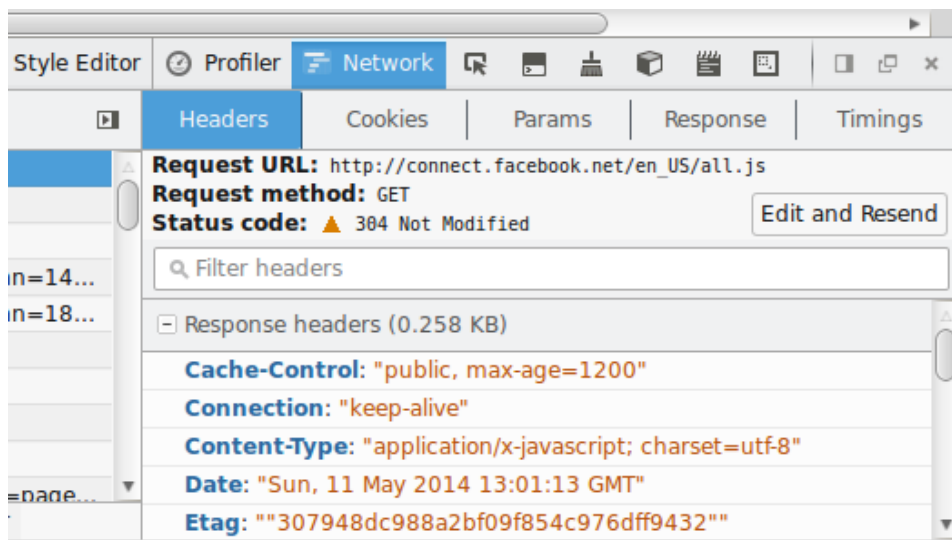 Style Editor Profiler Network
Headers Cookies Params Response Timings
Request URL: http://connect.facebook.net/en_US/all.js
Request method: GET
Status code: 304 Not Modified
Edit and Resend
Filter headers
n=14...
n=18...
Response headers (0.258 KB)
Cache-Control: "public, max-age=1200"
Connection: "keep-alive"
Content-Type: "application/x-javascript; charset=utf-8"
Date: "Sun, 11 May 2014 13:01:13 GMT"
=page...
Etag: ""307948dc988a2bf09f854c976dff9432""